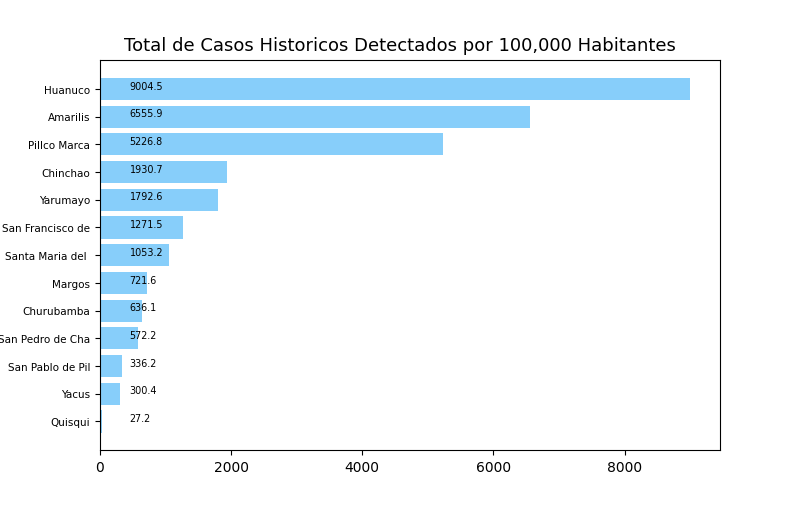 Total de Casos Historicos Detectados por 100,000 Habitantes
Huanuco 9004.5
Amarilis 6555.9
Pillco Marca 5226.8
Chinchao 1930.7
Yarumayo 1792.6
San Francisco de 1271.5
Santa Maria del 1053.2
Margos 721.6
Churubamba 636.1
San Pedro de Cha 572.2
San Pablo de Pil 336.2
Yacus 300.4
Quisqui 27.2
0 2000 4000 6000 8000